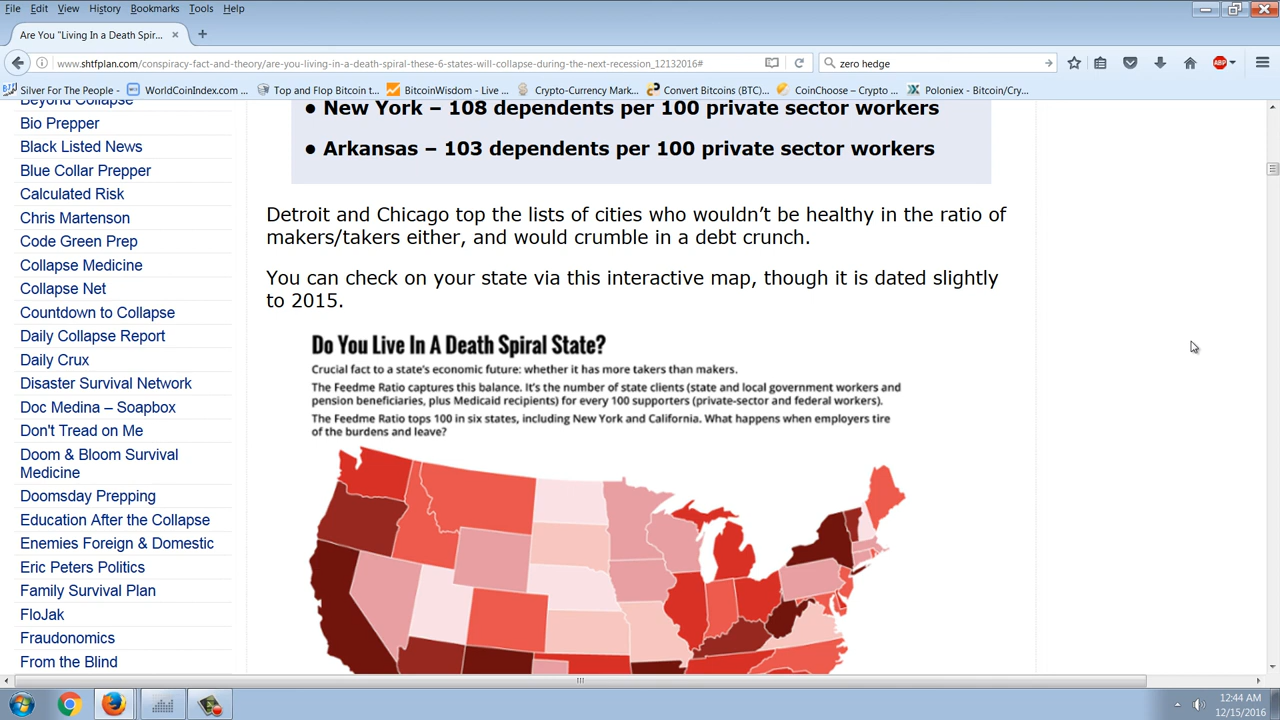 File Edit View History Bookmarks Tools Help
Are You "Living In a Death Spir... × +
www.shtfplan.com/conspiracy-fact-and-theory/are-you-living-in-a-death-spiral-these-6-states-will-collapse-during-the-next-recession_12132016#
zero hedge
ABP
Silver For The People - WorldCoinIndex.com ... Top and Flop Bitcoin t... BitcoinWisdom - Live ... Crypto-Currency Mark... Convert Bitcoins (BTC)... CoinChoose – Crypto ... Poloniex - Bitcoin/Cry...
Beyond Collapse
Bio Prepper
Black Listed News
Blue Collar Prepper
Calculated Risk
Chris Martenson
Code Green Prep
Collapse Medicine
Collapse Net
Countdown to Collapse
Daily Collapse Report
Daily Crux
Disaster Survival Network
Doc Medina – Soapbox
Don't Tread on Me
Doom & Bloom Survival
Medicine
Doomsday Prepping
Education After the Collapse
Enemies Foreign & Domestic
Eric Peters Politics
Family Survival Plan
FloJak
Fraudonomics
From the Blind
• New York – 108 dependents per 100 private sector workers
• Arkansas – 103 dependents per 100 private sector workers
Detroit and Chicago top the lists of cities who wouldn't be healthy in the ratio of
makers/takers either, and would crumble in a debt crunch.
You can check on your state via this interactive map, though it is dated slightly
to 2015.
Do You Live In A Death Spiral State?
Crucial fact to a state's economic future: whether it has more takers than makers.
The Feedme Ratio captures this balance. It's the number of state clients (state and local government workers and
pension beneficiaries, plus Medicaid recipients) for every 100 supporters (private-sector and federal workers).
The Feedme Ratio tops 100 in six states, including New York and California. What happens when employers tire
of the burdens and leave?
12:44 AM
12/15/2016